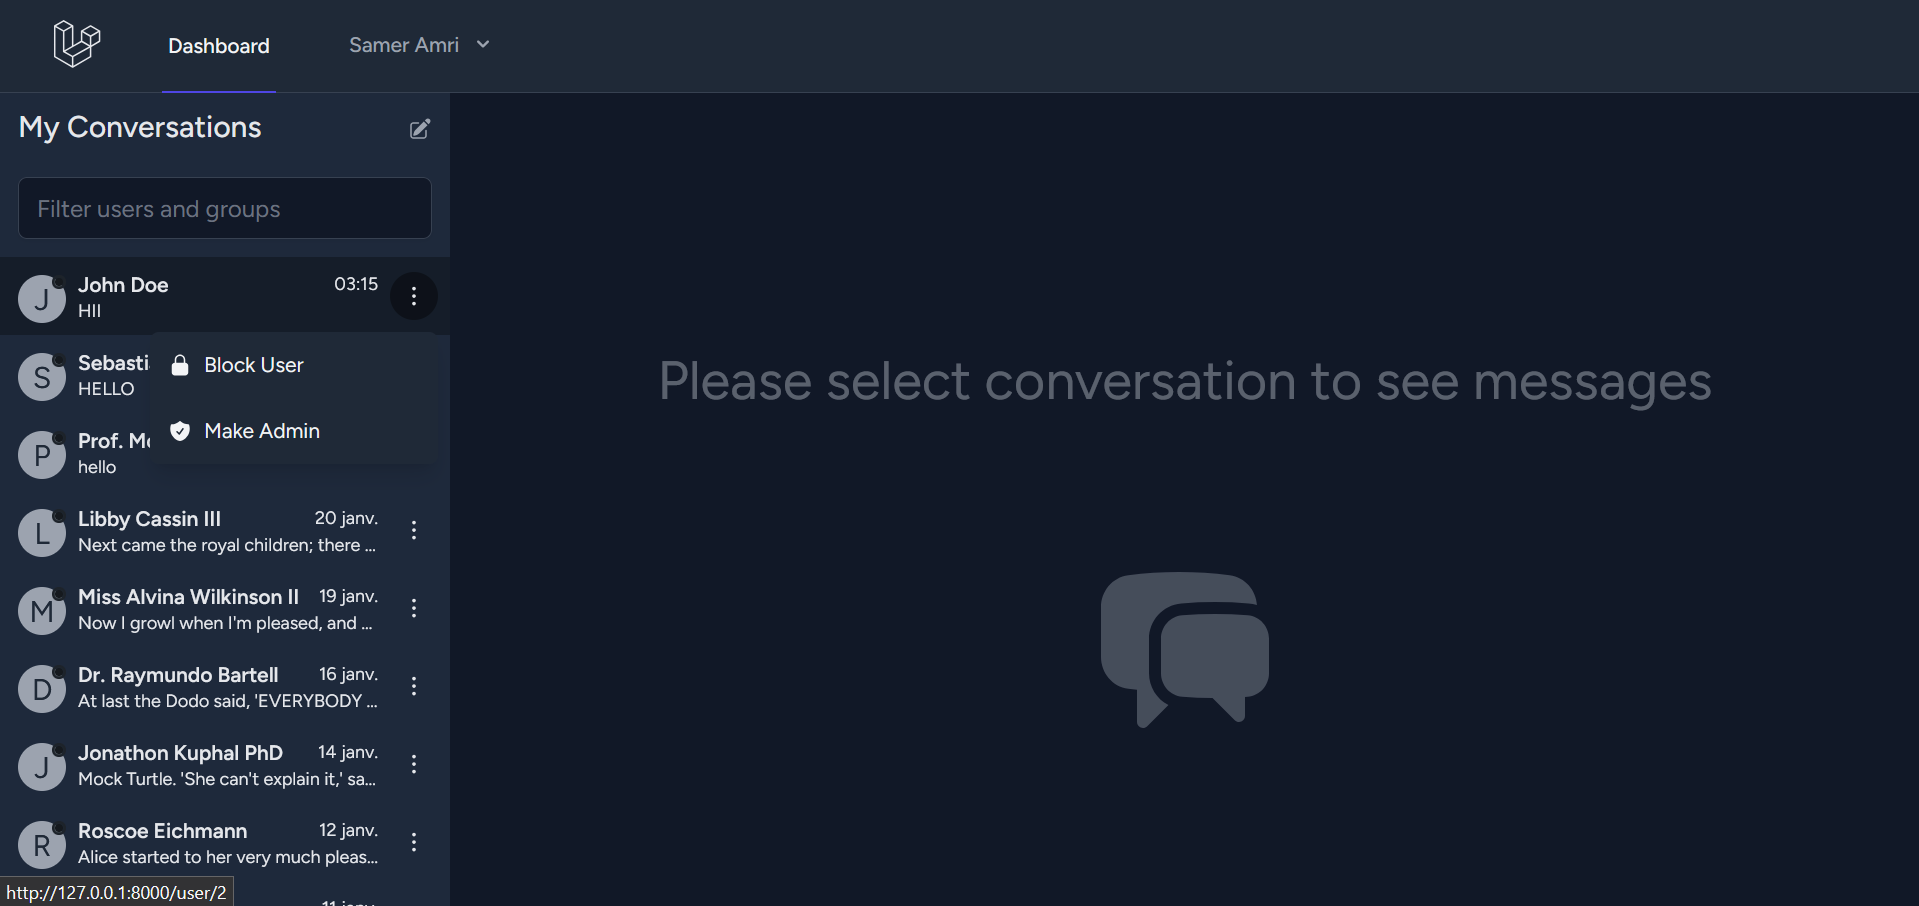 Dashboard
Samer Amri
My Conversations
Filter users and groups
J
John Doe
03:15
HII
Block User
Make Admin
S
Sebasti
HELLO
P
Prof.
hello
L
Libby Cassin III
20 janv.
Next came the royal children; there ...
M
Miss Alvina Wilkinson II
19 janv.
Now I growl when I'm pleased, and ...
D
Dr. Raymundo Bartell
16 janv.
At last the Dodo said, 'EVERYBODY ...
J
Jonathon Kuphal PhD
14 janv.
Mock Turtle. 'She can't explain it,' sa...
R
Roscoe Eichmann
12 janv.
Alice started to her very much pleas...
11 janv.
http://127.0.0.1:8000/user/2
Please select conversation to see messages